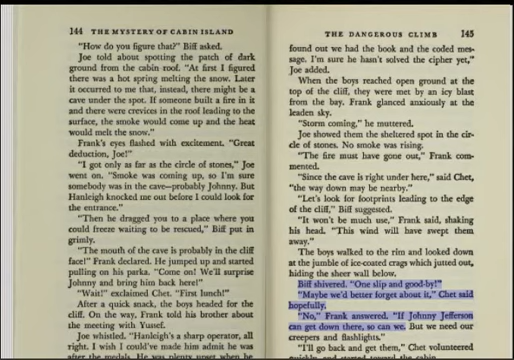 144 THE MYSTERY OF CABIN ISLAND
"How do you figure that?" Biff asked.
Joe told about spotting the patch of dark
ground from the cabin roof. "At first I figured
there was a hot spring melting the snow. Later
it occurred to me that, instead, there might be a
cave under the spot. If someone built a fire in it
and there were crevices in the roof leading to the
surface, the smoke would come up and the heat
would melt the snow."
Frank's eyes flashed with excitement. "Great
deduction, Joe!"
"I got only as far as the circle of stones," Joe
went on. "Smoke was coming up, so I'm sure
somebody was in the cave—probably Johnny. But
Hanleigh knocked me out before I could look for
the entrance."
"Then he dragged you to a place where you
could freeze waiting to be rescued," Biff put in
grimly.
"The mouth of the cave is probably in the cliff
face!" Frank declared. He jumped up and started
pulling on his parka. "Come on! We'll surprise
Johnny and bring him back here!"
"Wait!" exclaimed Chet. "First lunch!"
After a quick snack, the boys headed for the
cliff. On the way, Frank told his brother about
the meeting with Yussef.
Joe whistled. "Hanleigh's a sharp operator, all
right. I wish I could've made him admit he was
after the medals. He was plenty upset when he
THE DANGEROUS CLIMB 145
found out we had the book and the coded mes-
sage. I'm sure he hasn't solved the cipher yet,"
Joe added.
When the boys reached open ground at the
top of the cliff, they were met by an icy blast
from the bay. Frank glanced anxiously at the
leaden sky.
"Storm coming," he muttered.
Joe showed them the sheltered spot in the cir-
cle of stones. No smoke was rising.
"The fire must have gone out," Frank com-
mented.
"Since the cave is right under here," said Chet,
"the way down may be nearby."
"Let's look for footprints leading to the edge
of the cliff," Biff suggested.
"It won't be much use," Frank said, shaking
his head. "This wind will have swept them
away."
The boys walked to the rim and looked down
at the jumble of ice-coated crags which jutted out,
hiding the sheer wall below.
Biff shivered. "One slip and good-by!"
"Maybe we'd better forget about it," Chet said
hopefully.
"No," Frank answered. "If Johnny Jefferson
can get down there, so can we. But we need our
creepers and flashlights."
"I'll go back and get them," Chet volunteered